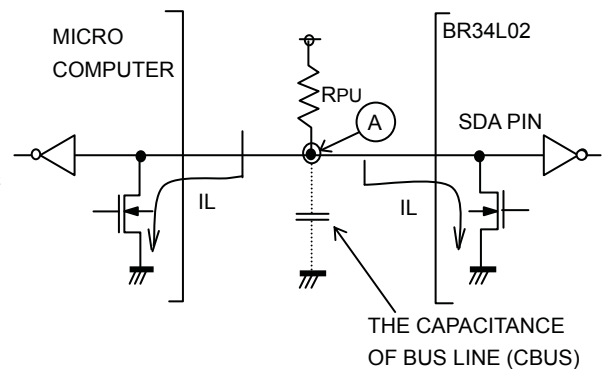 MICRO
COMPUTER
BR34L02
RPU
A
SDA PIN
IL
IL
THE CAPACITANCE
OF BUS LINE (CBUS)